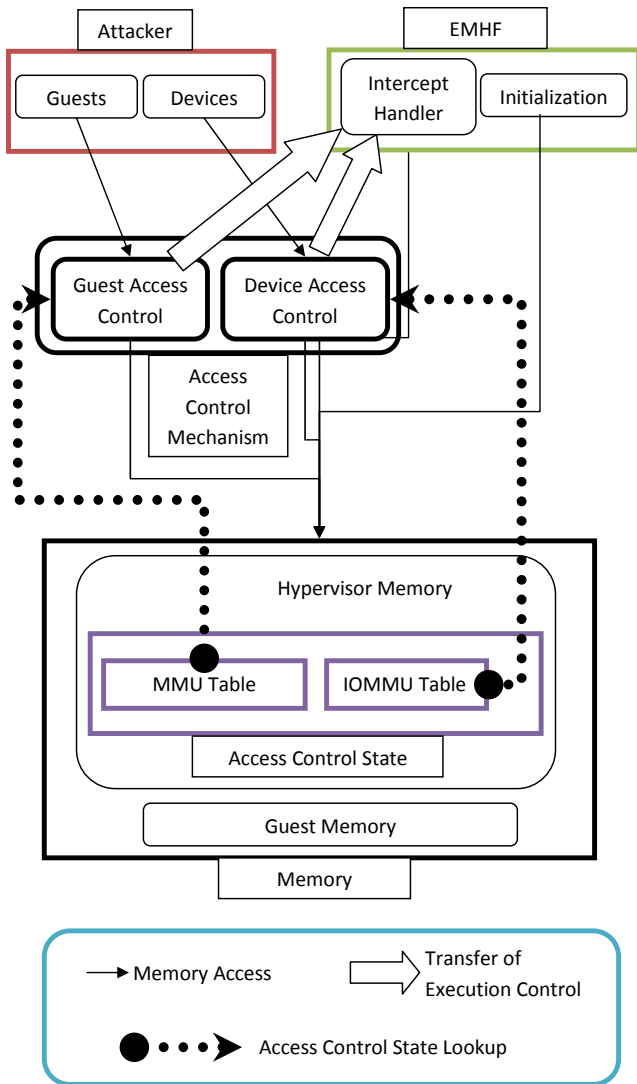 Attacker
EMHF
Guests
Devices
Intercept
Handler
Initialization
Guest Access
Control
Device Access
Control
Access
Control
Mechanism
Hypervisor Memory
MMU Table
IOMMU Table
Access Control State
Guest Memory
Memory
Memory Access
Transfer of
Execution Control
Access Control State Lookup